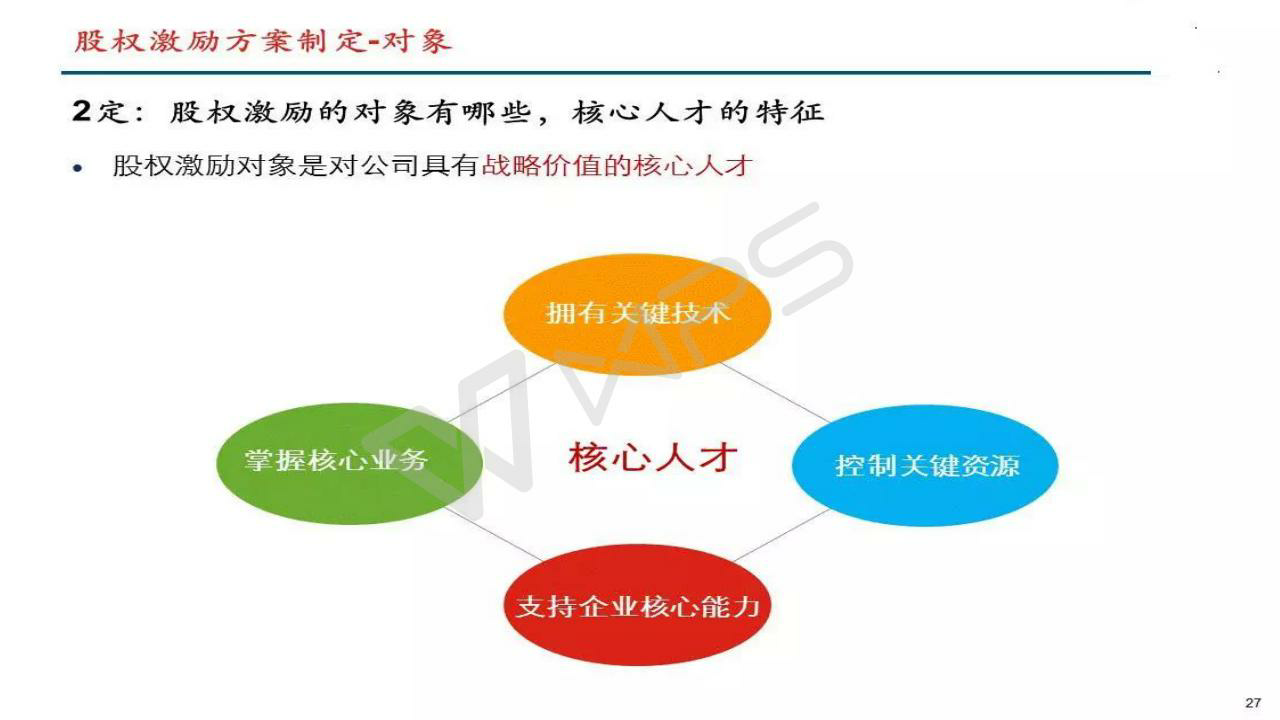 股权激励方案制定-对象
2定：股权激励的对象有哪些，核心人才的特征
• 股权激励对象是对公司具有战略价值的核心人才
拥有关键技术
掌握核心业务
核心人才
控制关键资源
支持企业核心能力
WPS
27